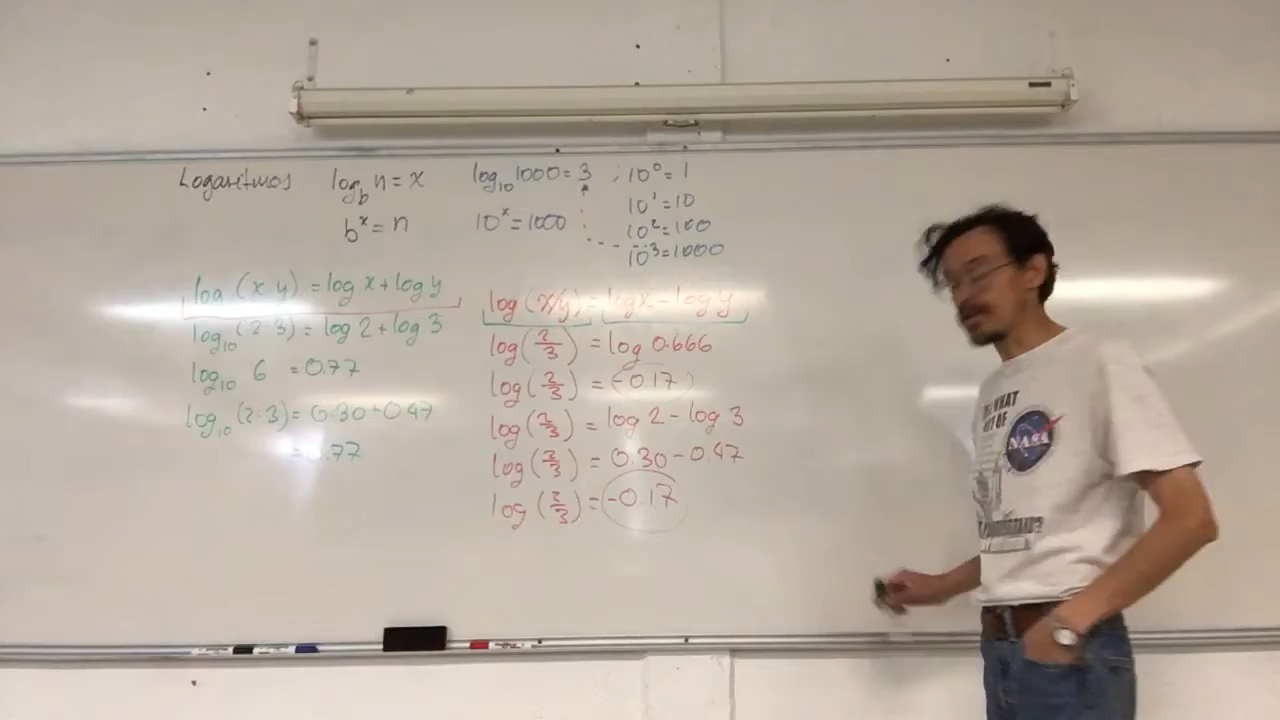 Logaritmos
log_b n = x
b^x = n
log_10 1000 = 3
10^x = 1000
; 10^0 = 1
10^1 = 10
10^2 = 100
10^3 = 1000
log (x y) = log x + log y
log_10 (2·3) = log 2 + log 3
log_10 6 = 0.77
log_10 (2·3) = 0.30 + 0.47
= 0.77
log (x/y) = log x - log y
log (2/3) = log 0.666
log (2/3) = -0.17
log (2/3) = log 2 - log 3
log (2/3) = 0.30 - 0.47
log (2/3) = -0.17
WHAT
OF
NASA